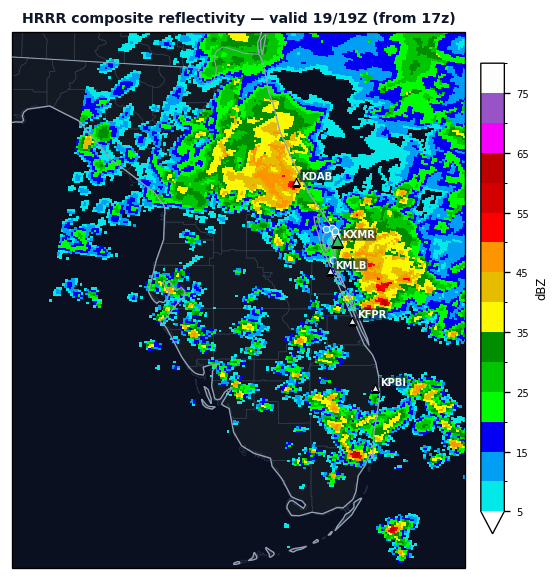 HRRR composite reflectivity — valid 19/19Z (from 17z)
KDAB
KXMR
KMLB
KFPR
KPBI
75
65
55
45
35
25
15
5
dBZ